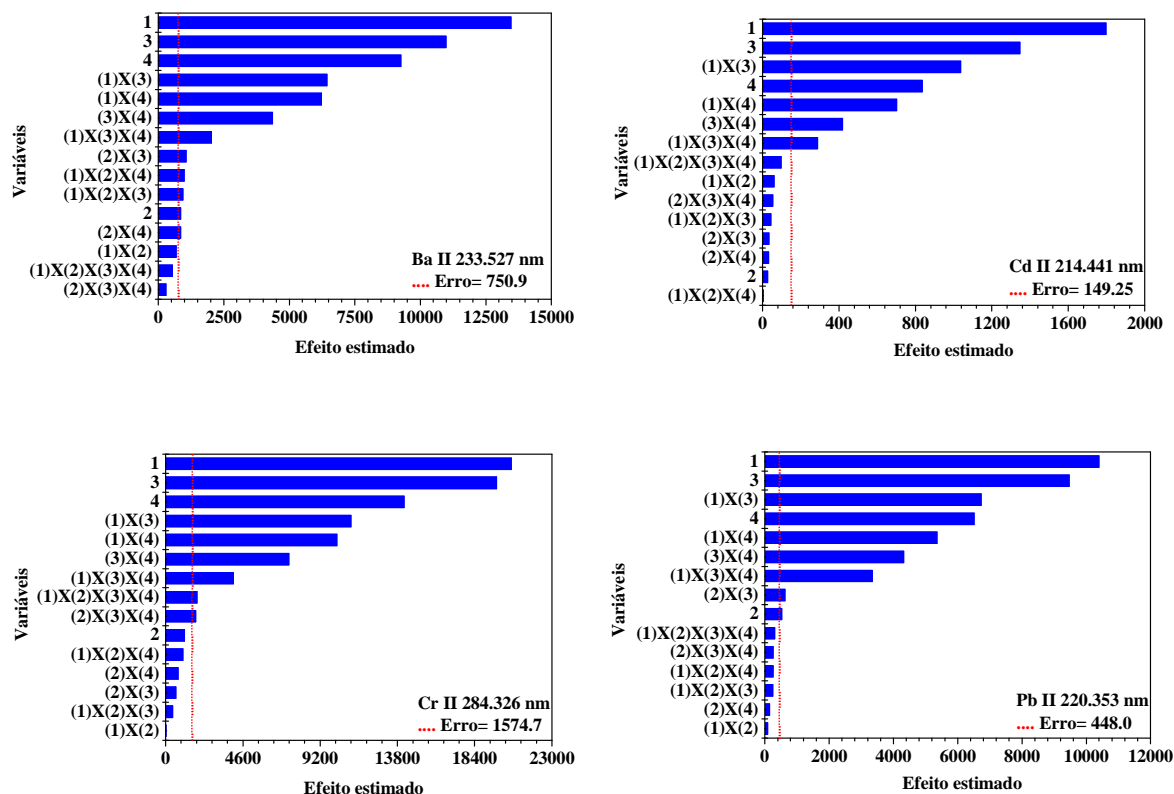 Variáveis
1
3
4
(1)X(3)
(1)X(4)
(3)X(4)
(1)X(3)X(4)
(2)X(3)
(1)X(2)X(4)
(1)X(2)X(3)
2
(2)X(4)
(1)X(2)
(1)X(2)X(3)X(4)
(2)X(3)X(4)
Ba II 233.527 nm
Erro= 750.9
0 2500 5000 7500 10000 12500 15000
Efeito estimado
Variáveis
1
3
(1)X(3)
4
(1)X(4)
(3)X(4)
(1)X(3)X(4)
(1)X(2)X(3)X(4)
(1)X(2)
(2)X(3)X(4)
(1)X(2)X(3)
(2)X(3)
(2)X(4)
2
(1)X(2)X(4)
Cd II 214.441 nm
Erro= 149.25
0 400 800 1200 1600 2000
Efeito estimado
Variáveis
1
3
4
(1)X(3)
(1)X(4)
(3)X(4)
(1)X(3)X(4)
(1)X(2)X(3)X(4)
(2)X(3)X(4)
2
(1)X(2)X(4)
(2)X(4)
(2)X(3)
(1)X(2)X(3)
(1)X(2)
Cr II 284.326 nm
Erro= 1574.7
0 4600 9200 13800 18400 23000
Efeito estimado
Variáveis
1
3
(1)X(3)
4
(1)X(4)
(3)X(4)
(1)X(3)X(4)
(2)X(3)
2
(1)X(2)X(3)X(4)
(2)X(3)X(4)
(1)X(2)X(4)
(1)X(2)X(3)
(2)X(4)
(1)X(2)
Pb II 220.353 nm
Erro= 448.0
0 2000 4000 6000 8000 10000 12000
Efeito estimado